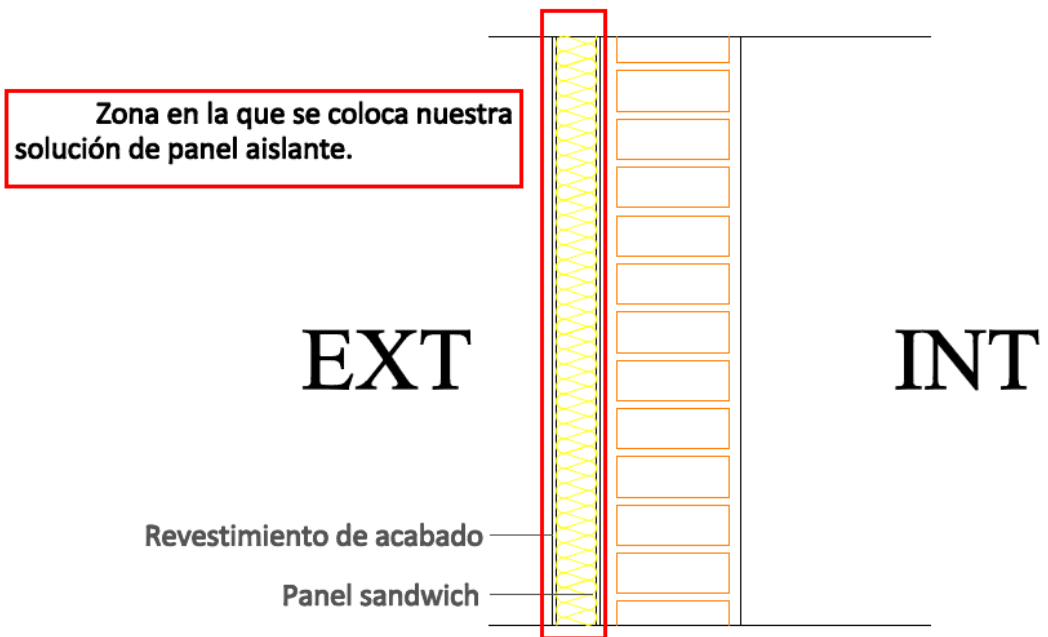 Zona en la que se coloca nuestra
solución de panel aislante.
EXT
INT
Revestimiento de acabado
Panel sandwich